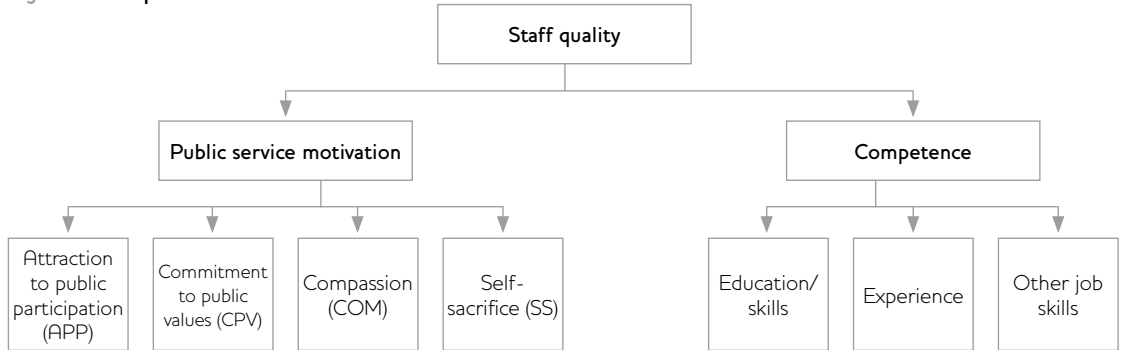 Staff quality
Public service motivation
Competence
Attraction
to public
participation
(APP)
Commitment
to public
values (CPV)
Compassion
(COM)
Self-
sacrifice (SS)
Education/
skills
Experience
Other job
skills